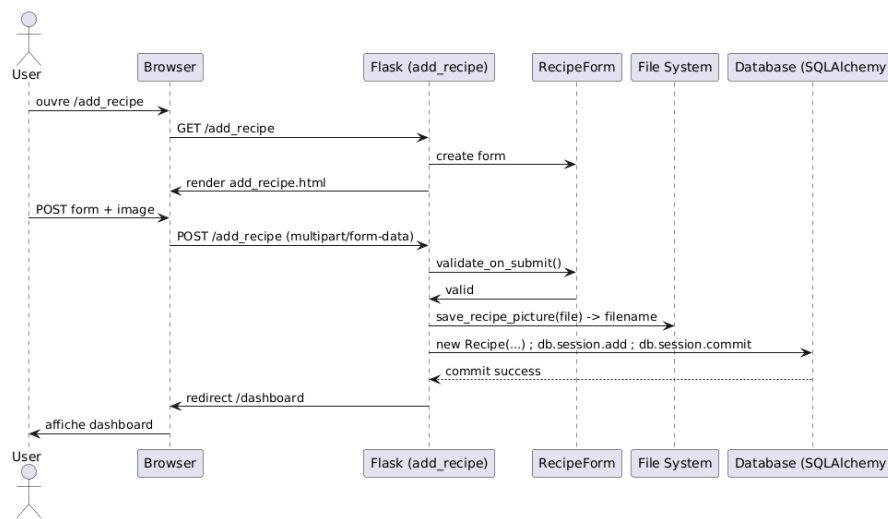 User
Browser
Flask (add_recipe)
RecipeForm
File System
Database (SQLAlchemy
ouvre /add_recipe
GET /add_recipe
create form
render add_recipe.html
POST form + image
POST /add_recipe (multipart/form-data)
validate_on_submit()
valid
save_recipe_picture(file) -> filename
new Recipe(...) ; db.session.add ; db.session.commit
commit success
redirect /dashboard
affiche dashboard
User
Browser
Flask (add_recipe)
RecipeForm
File System
Database (SQLAlchemy